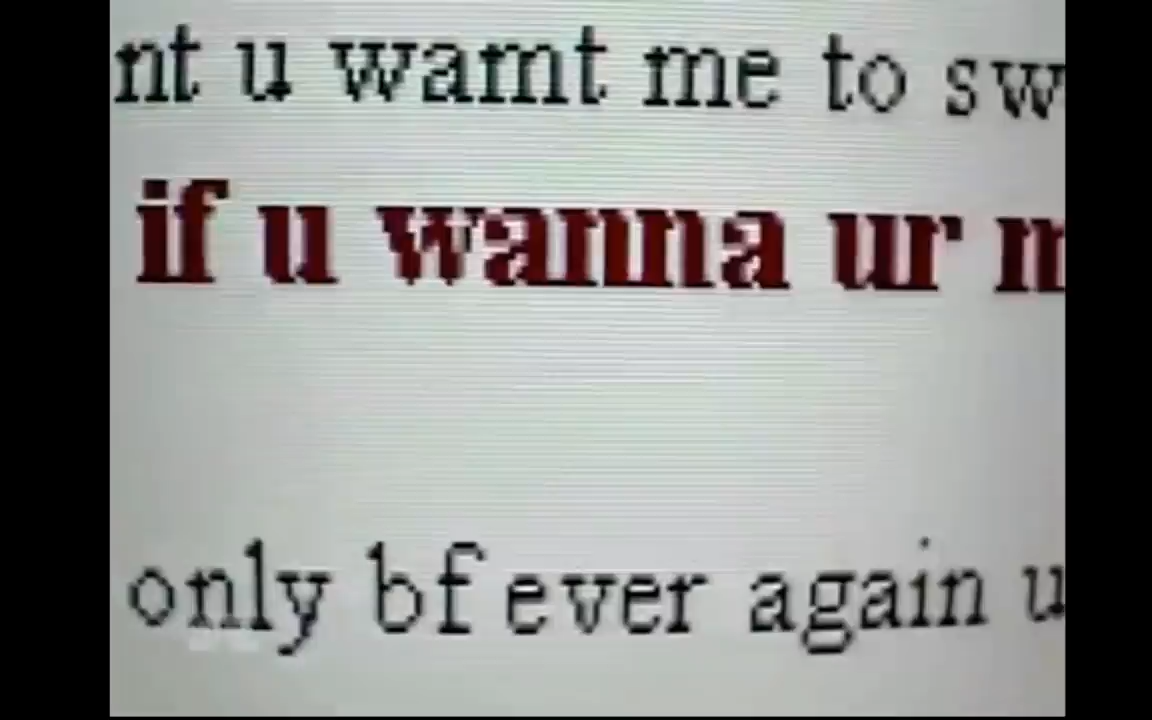 nt u wamt me to sw
if u wanna ur
only bf ever again u